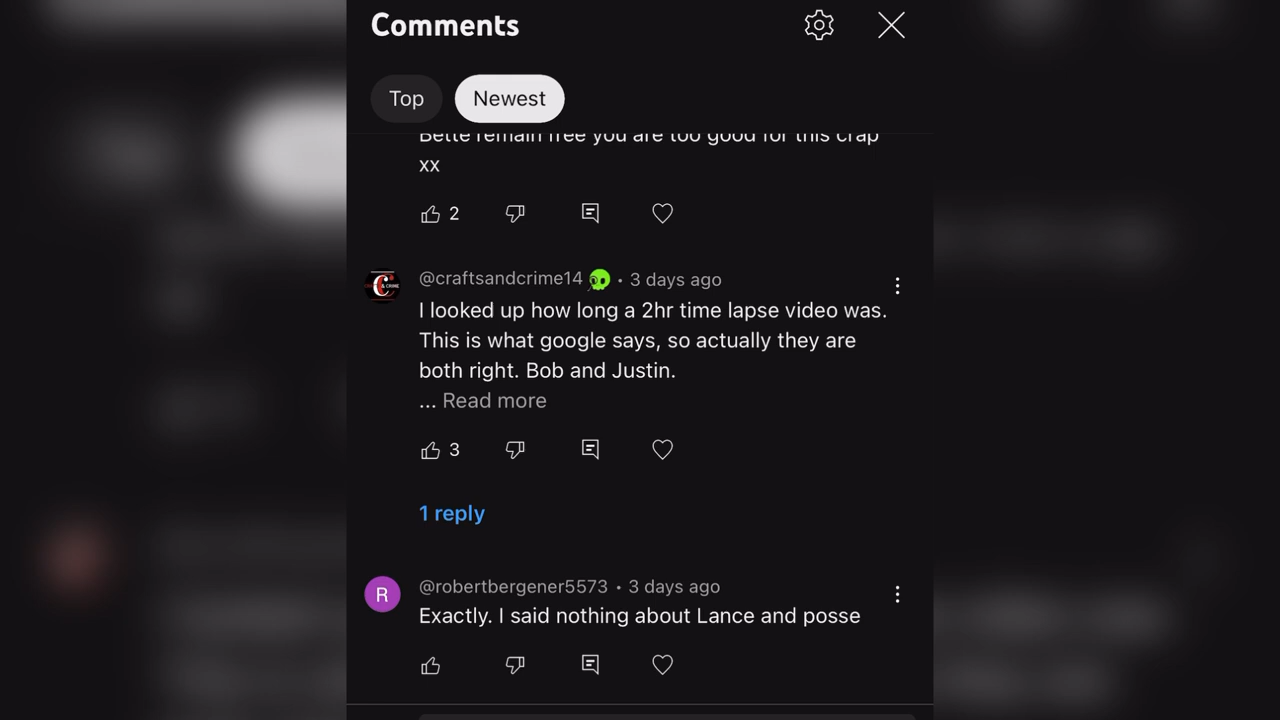 Comments
Top
Newest
Bette remain free you are too good for this crap
xx
2
@craftsandcrime14 • 3 days ago
I looked up how long a 2hr time lapse video was.
This is what google says, so actually they are
both right. Bob and Justin.
... Read more
3
1 reply
R
@robertbergener5573 • 3 days ago
Exactly. I said nothing about Lance and posse